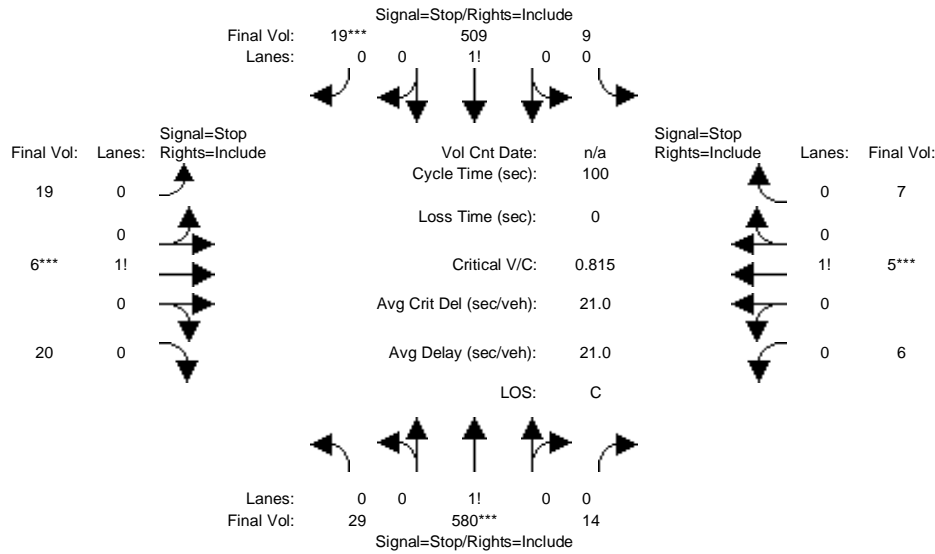 Signal=Stop/Rights=Include
Final Vol: 19*** 509 9
Lanes: 0 0 1! 0 0
Signal=Stop Signal=Stop
Final Vol: Lanes: Rights=Include Vol Cnt Date: n/a Rights=Include Lanes: Final Vol:
Cycle Time (sec): 100
19 0 0 7
Loss Time (sec): 0
0 0
6*** 1! Critical V/C: 0.815 1! 5***
0 Avg Crit Del (sec/veh): 21.0 0
20 0 Avg Delay (sec/veh): 21.0 0 6
LOS: C
Lanes: 0 0 1! 0 0
Final Vol: 29 580*** 14
Signal=Stop/Rights=Include